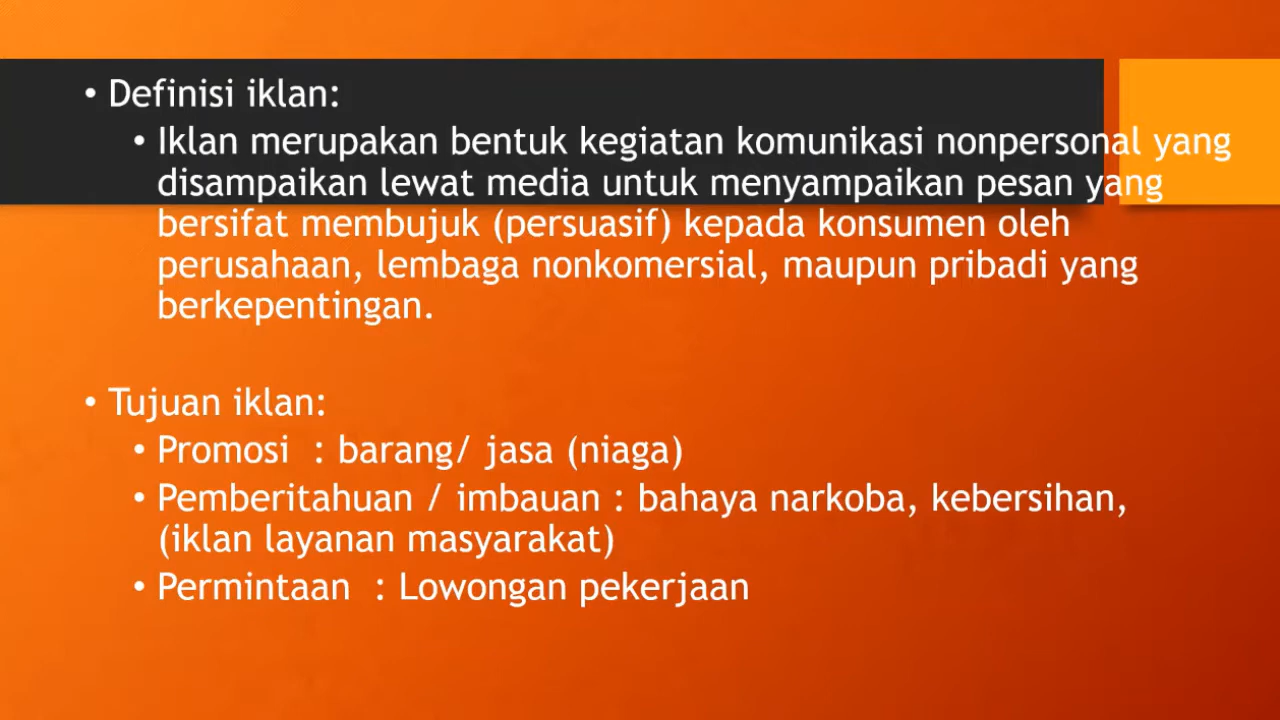 • Definisi iklan:
• Iklan merupakan bentuk kegiatan komunikasi nonpersonal yang
disampaikan lewat media untuk menyampaikan pesan yang
bersifat membujuk (persuasif) kepada konsumen oleh
perusahaan, lembaga nonkomersial, maupun pribadi yang
berkepentingan.
• Tujuan iklan:
• Promosi : barang/ jasa (niaga)
• Pemberitahuan / imbauan : bahaya narkoba, kebersihan,
(iklan layanan masyarakat)
• Permintaan : Lowongan pekerjaan